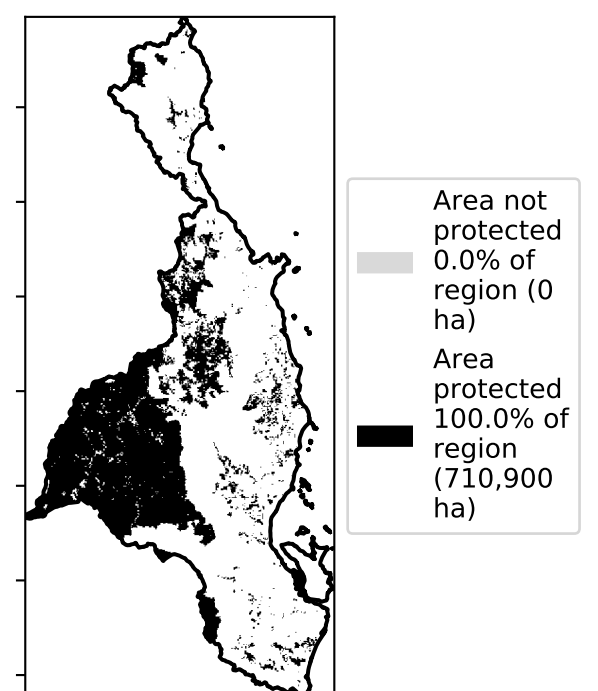 Area not
protected
0.0% of
region (0
ha)
Area
protected
100.0% of
region
(710,900
ha)